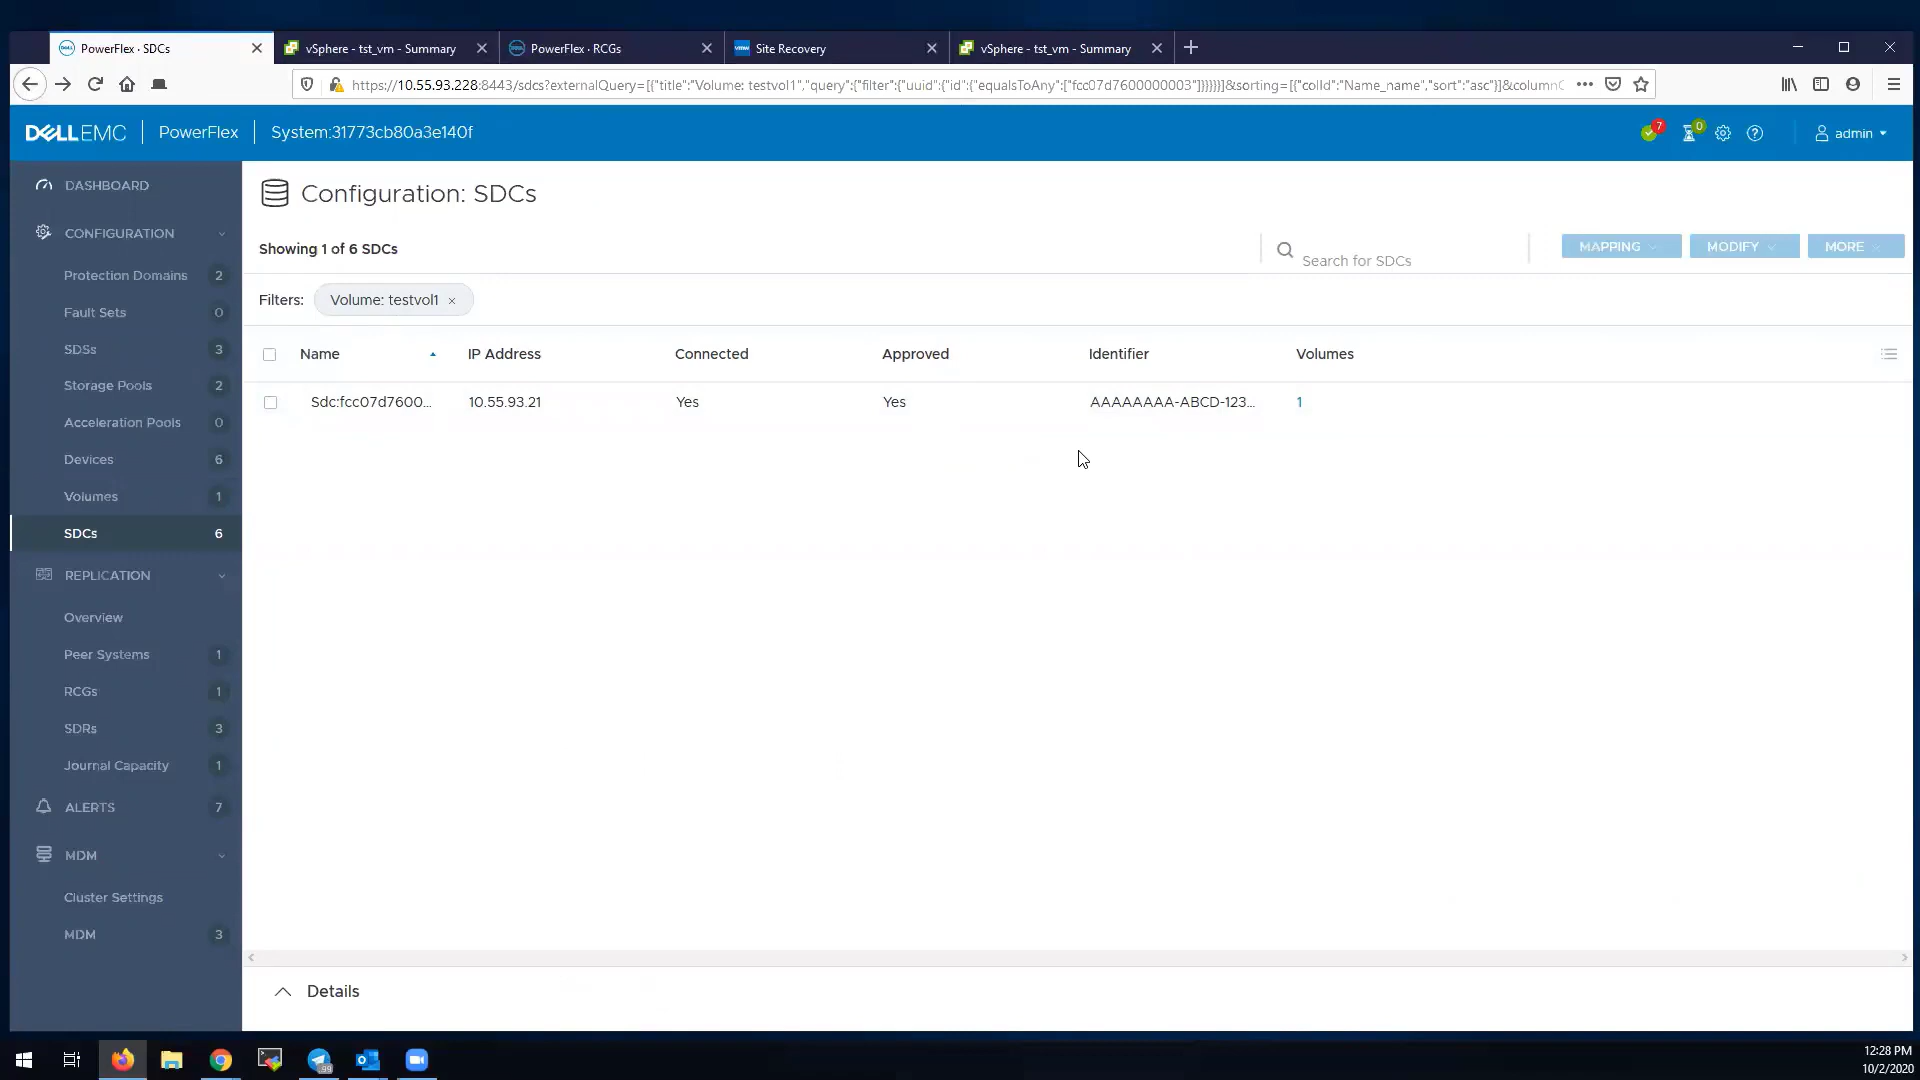 PowerFlex · SDCs
vSphere - tst_vm - Summary
PowerFlex · RCGs
vmw Site Recovery
vSphere - tst_vm - Summary
https://10.55.93.228:8443/sdcs?externalQuery=[{"title":"Volume: testvol1","query":{"filter":{"uuid":{"id":{"equalsToAny":["fcc07d7600000003"]}}}}}]&sorting=[{"colId":"Name_name","sort":"asc"}]&columnC
DELLEMC PowerFlex System:31773cb80a3e140f
7 0 admin
DASHBOARD
CONFIGURATION
Protection Domains 2
Fault Sets 0
SDSs 3
Storage Pools 2
Acceleration Pools 0
Devices 6
Volumes 1
SDCs 6
REPLICATION
Overview
Peer Systems 1
RCGs 1
SDRs 3
Journal Capacity 1
ALERTS 7
MDM
Cluster Settings
MDM 3
Configuration: SDCs
Showing 1 of 6 SDCs
Search for SDCs
MAPPING MODIFY MORE
Filters: Volume: testvol1 ×
Name IP Address Connected Approved Identifier Volumes
Sdc:fcc07d7600... 10.55.93.21 Yes Yes AAAAAAAA-ABCD-123... 1
Details
99
12:28 PM
10/2/2020